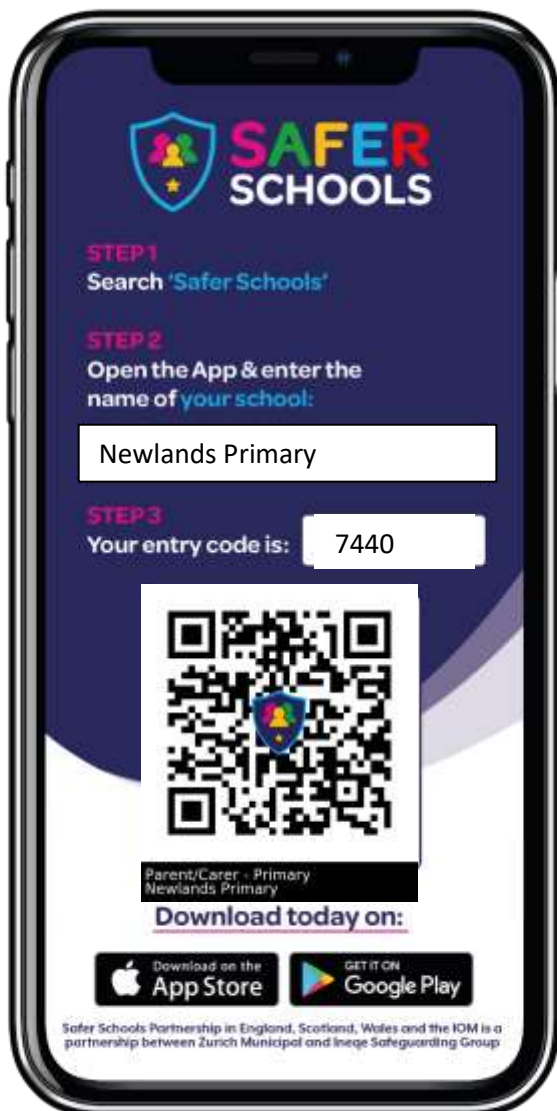 SAFER
SCHOOLS
STEP 1
Search 'Safer Schools'
STEP 2
Open the App & enter the
name of your school:
Newlands Primary
STEP 3
Your entry code is:
7440
Parent/Carer - Primary
Newlands Primary
Download today on:
Download on the
App Store
GET IT ON
Google Play
Safer Schools Partnership in England, Scotland, Wales and the IOM is a
partnership between Zurich Municipal and Ineqe Safeguarding Group